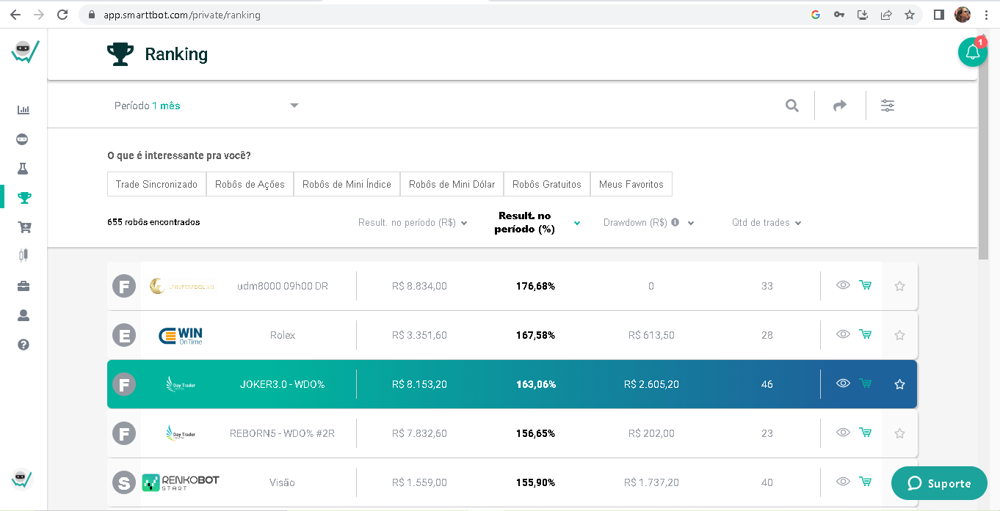 app.smarttbot.com/private/ranking
Ranking
1
Período 1 mês
O que é interessante pra você?
Trade Sincronizado
Robôs de Ações
Robôs de Mini Índice
Robôs de Mini Dólar
Robôs Gratuitos
Meus Favoritos
655 robôs encontrados
Result. no período (R$)
Result. no
período (%)
Drawdown (R$)
Qtd de trades
F udm8000 09h00 DR R$ 8.834,00 176,68% 0 33
E WIN OnTime Rolex R$ 3.351,60 167,58% R$ 613,50 28
F Day Trader JOKER3.0 - WDO% R$ 8.153,20 163,06% R$ 2.605,20 46
F Day Trader REBORN5 - WDO% #2R R$ 7.832,60 156,65% R$ 202,00 23
S RENKOBOT START Visão R$ 1.559,00 155,90% R$ 1.737,20 40
Suporte